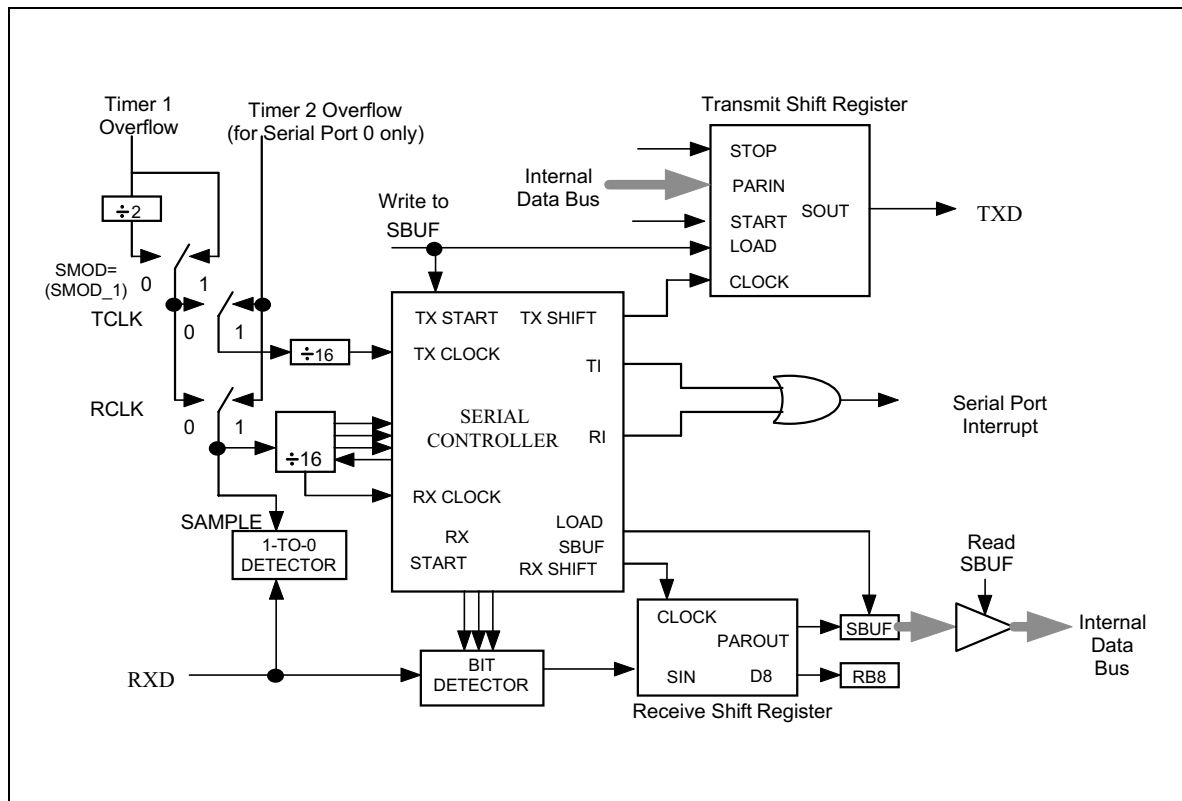 Timer 1
Overflow
Timer 2 Overflow
(for Serial Port 0 only)
Transmit Shift Register
÷2
SMOD=
(SMOD_1)
0
1
TCLK
0
1
RCLK
0
1
÷16
÷16
SAMPLE
1-TO-0
DETECTOR
RXD
Write to
SBUF
Internal
Data Bus
STOP
PARIN
START
LOAD
CLOCK
SOUT
TXD
TX START
TX SHIFT
TX CLOCK
TI
SERIAL
CONTROLLER
RI
RX CLOCK
RX
START
LOAD
SBUF
RX SHIFT
Serial Port
Interrupt
BIT
DETECTOR
CLOCK
PAROUT
SIN
D8
Receive Shift Register
SBUF
RB8
Read
SBUF
Internal
Data
Bus